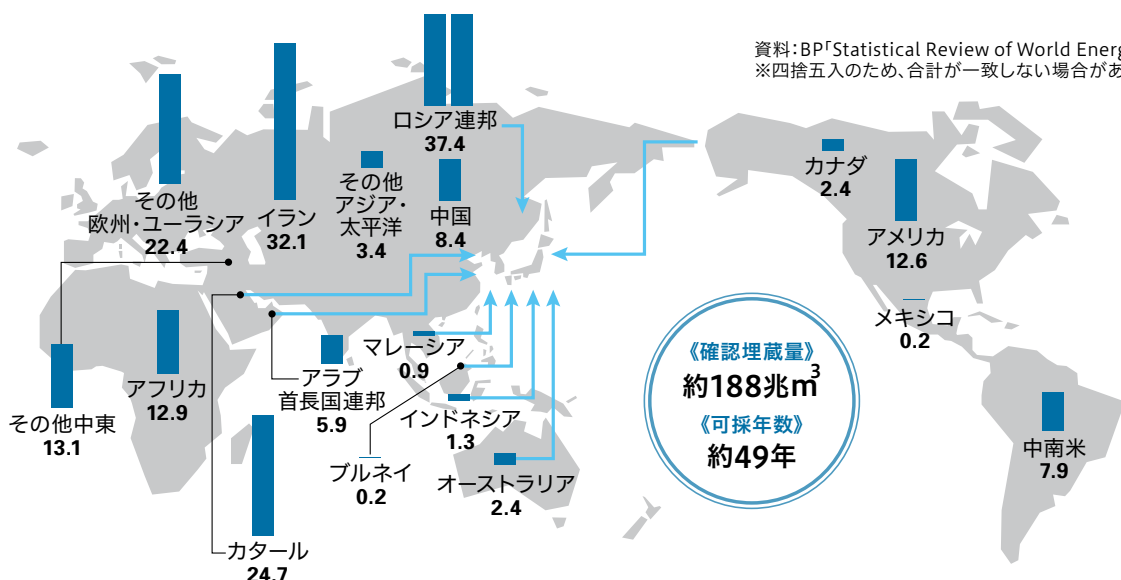 資料：BP「Statistical Review of World Energ
※四捨五入のため、合計が一致しない場合があ
ロシア連邦
37.4
その他
欧州・ユーラシア
22.4
イラン
32.1
その他
アジア・
太平洋
3.4
中国
8.4
カナダ
2.4
アメリカ
12.6
メキシコ
0.2
中南米
7.9
その他中東
13.1
アフリカ
12.9
カタール
24.7
アラブ
首長国連邦
5.9
マレーシア
0.9
ブルネイ
0.2
インドネシア
1.3
オーストラリア
2.4
《確認埋蔵量》
約188兆m³
《可採年数》
約49年